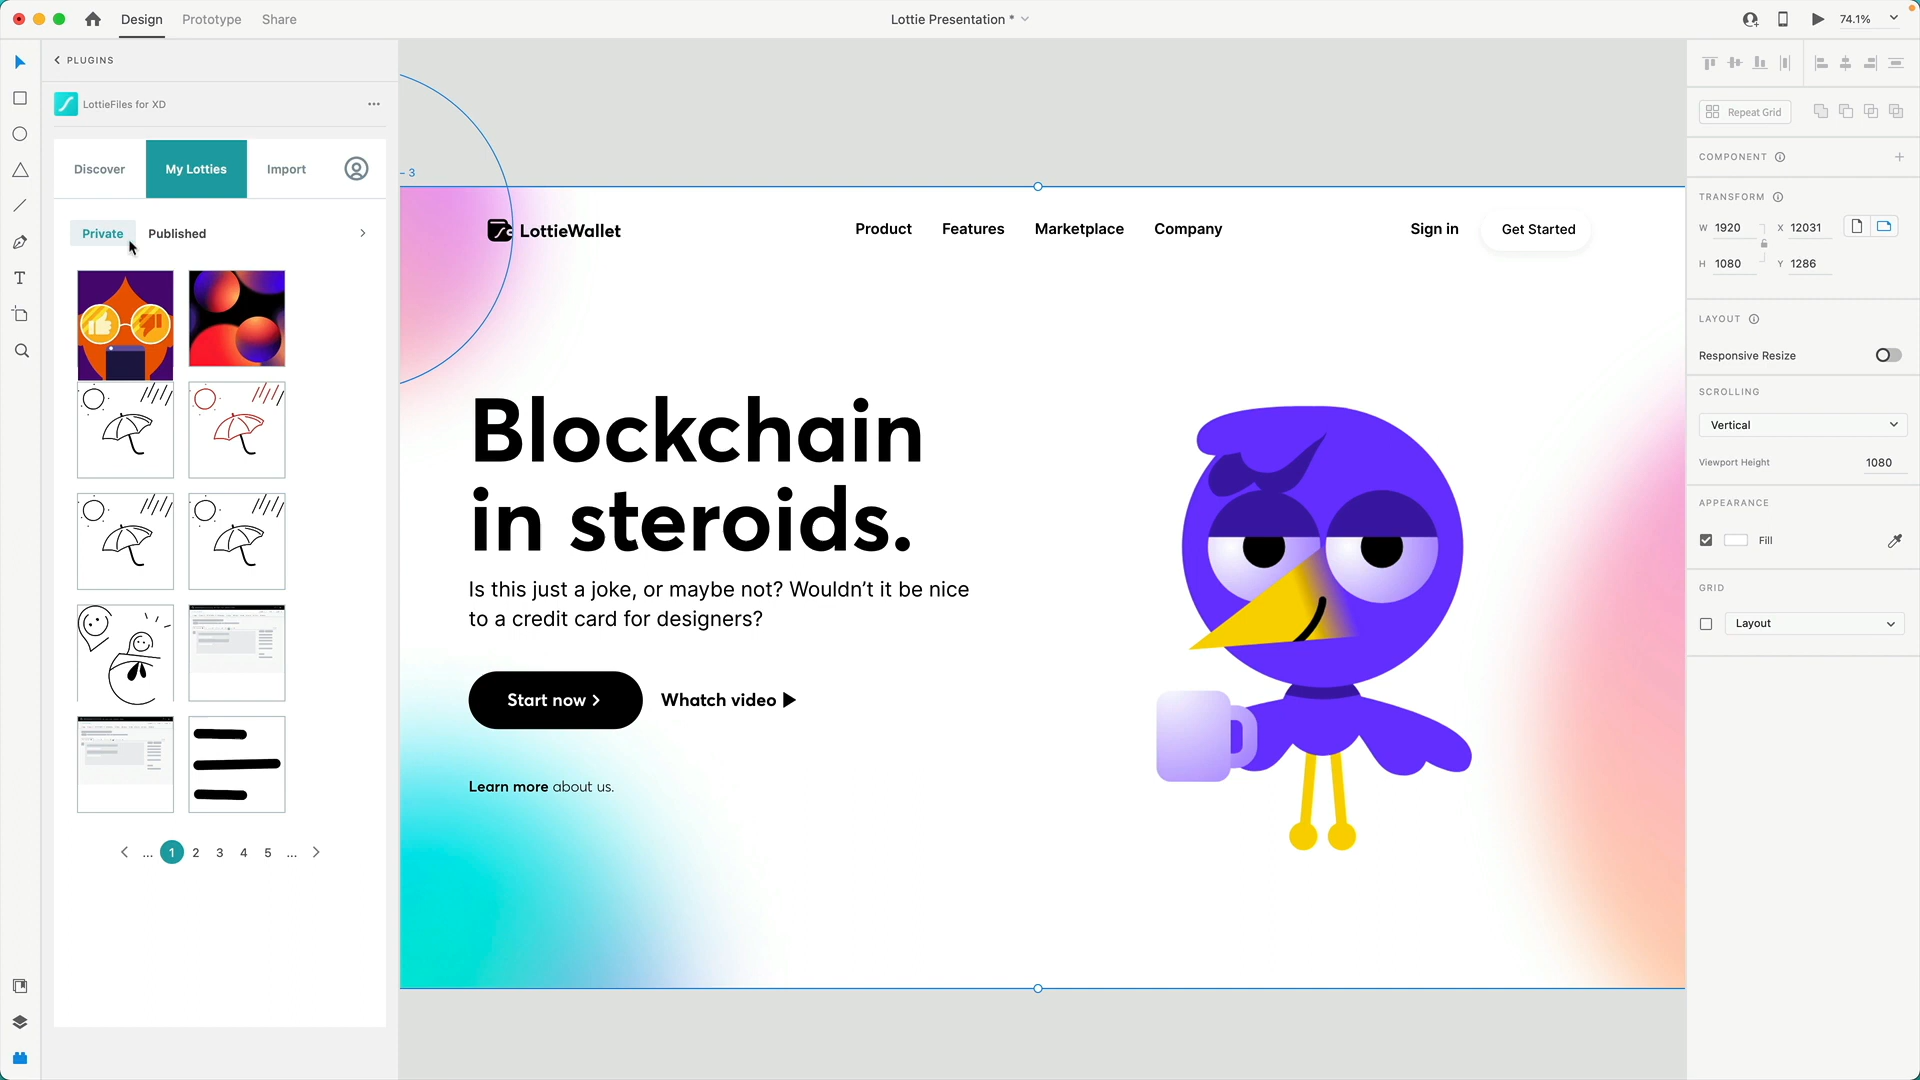 Design Prototype Share
Lottie Presentation *
74.1%
PLUGINS
LottieFiles for XD
Discover My Lotties Import
Private Published
... 1 2 3 4 5 ...
– 3
LottieWallet
Product Features Marketplace Company
Sign in Get Started
Blockchain
in steroids.
Is this just a joke, or maybe not? Wouldn't it be nice
to a credit card for designers?
Start now
Whatch video
Learn more about us.
Repeat Grid
COMPONENT
TRANSFORM
W 1920 X 12031
H 1080 Y 1286
LAYOUT
Responsive Resize
SCROLLING
Vertical
Viewport Height 1080
APPEARANCE
Fill
GRID
Layout